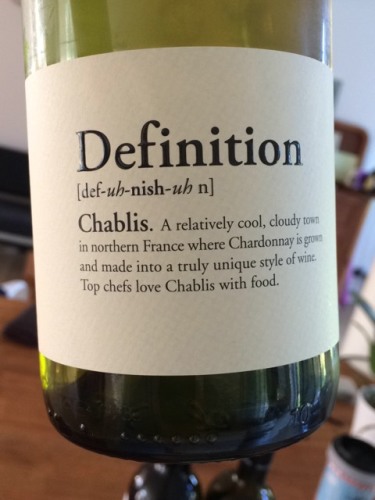 Definition
[def-uh-nish-uh n]
Chablis. A relatively cool, cloudy town
in northern France where Chardonnay is grown
and made into a truly unique style of wine.
Top chefs love Chablis with food.